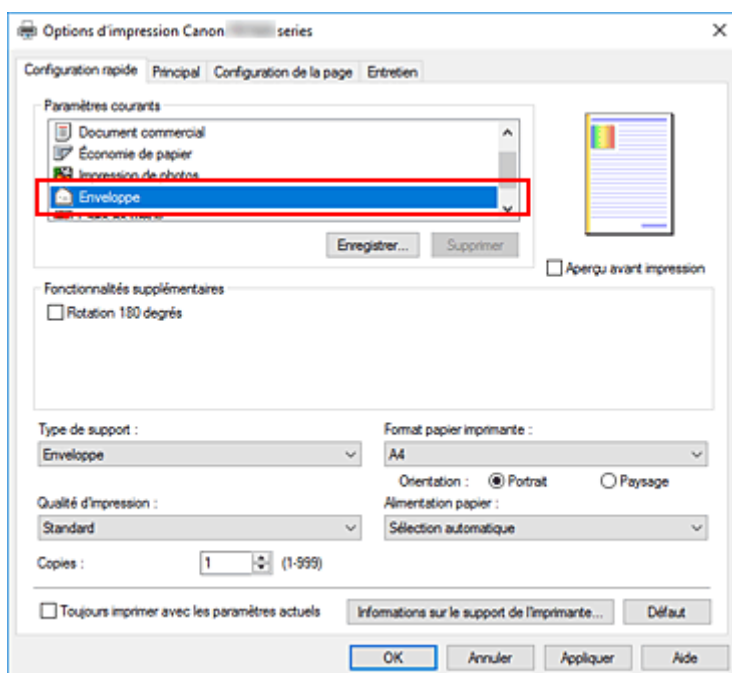 Options d'impression Canon series
Configuration rapide Principal Configuration de la page Entretien
Paramètres courants
Document commercial
Économie de papier
Impression de photos
Enveloppe
Enregistrer... Supprimer
Aperçu avant impression
Fonctionnalités supplémentaires
Rotation 180 degrés
Type de support : Format papier imprimante :
Enveloppe A4
Orientation : Portrait Paysage
Qualité d'impression : Alimentation papier :
Standard Sélection automatique
Copies : 1 (1-999)
Toujours imprimer avec les paramètres actuels Informations sur le support de l'imprimante... Défaut
OK Annuler Appliquer Aide